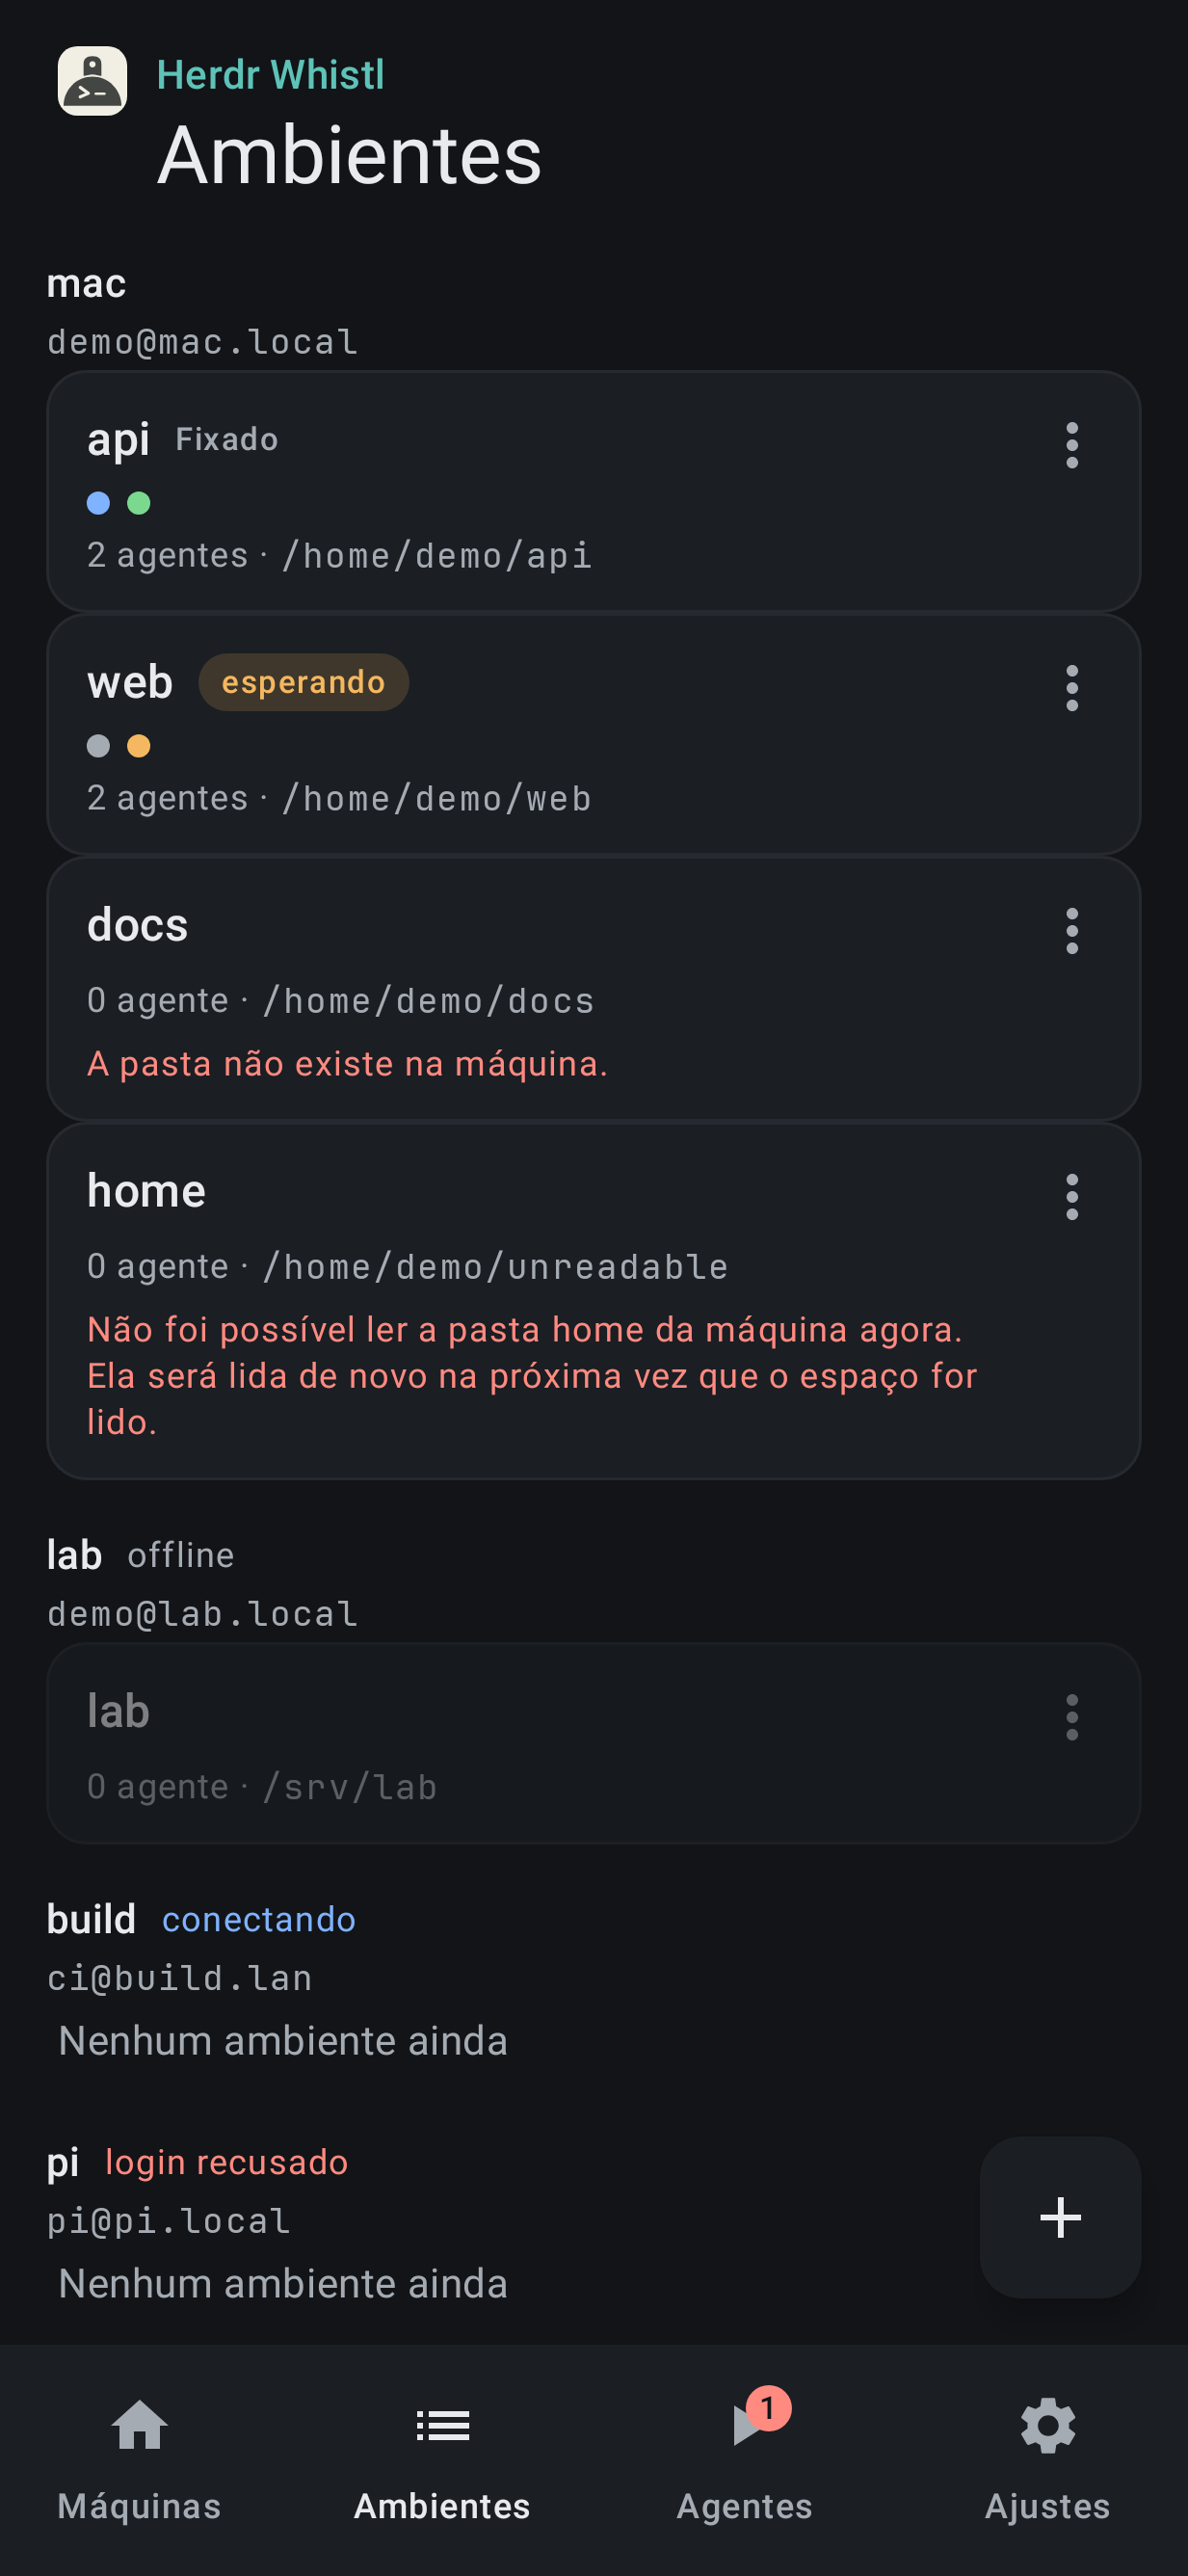 Herdr Whistl
Ambientes
mac
demo@mac.local
api Fixado
2 agentes · /home/demo/api
web esperando
2 agentes · /home/demo/web
docs
0 agente · /home/demo/docs
A pasta não existe na máquina.
home
0 agente · /home/demo/unreadable
Não foi possível ler a pasta home da máquina agora.
Ela será lida de novo na próxima vez que o espaço for
lido.
lab offline
demo@lab.local
lab
0 agente · /srv/lab
build conectando
ci@build.lan
Nenhum ambiente ainda
pi login recusado
pi@pi.local
Nenhum ambiente ainda
1
Máquinas Ambientes Agentes Ajustes